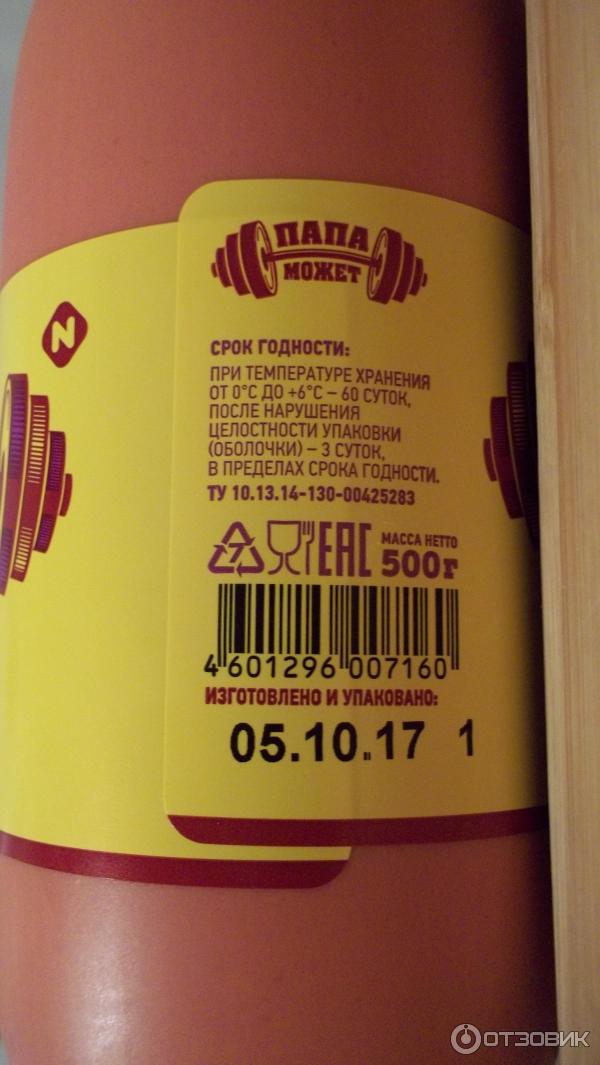 ПАПА
МОЖЕТ
N
СРОК ГОДНОСТИ:
ПРИ ТЕМПЕРАТУРЕ ХРАНЕНИЯ
ОТ 0°С ДО +6°С – 60 СУТОК,
ПОСЛЕ НАРУШЕНИЯ
ЦЕЛОСТНОСТИ УПАКОВКИ
(ОБОЛОЧКИ) – 3 СУТОК,
В ПРЕДЕЛАХ СРОКА ГОДНОСТИ.
ТУ 10.13.14-130-00425283
7 EAC МАССА НЕТТО
500г
4 601296 007160
ИЗГОТОВЛЕНО И УПАКОВАНО:
05.10.17 1
ОТЗОВИК